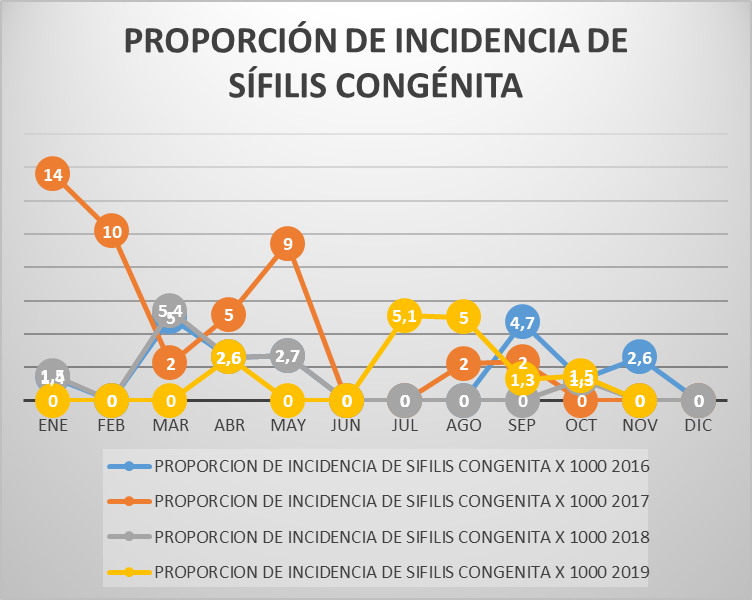 PROPORCIÓN DE INCIDENCIA DE
SÍFILIS CONGÉNITA
14
10
9
5,4
5
5
5,1
5
4,7
2
2,6
2,7
2
2
2,6
1,3
1,5
0 0 0 0 0 0 0 0 0 0 0
ENE FEB MAR ABR MAY JUN JUL AGO SEP OCT NOV DIC
PROPORCION DE INCIDENCIA DE SIFILIS CONGENITA X 1000 2016
PROPORCION DE INCIDENCIA DE SIFILIS CONGENITA X 1000 2017
PROPORCION DE INCIDENCIA DE SIFILIS CONGENITA X 1000 2018
PROPORCION DE INCIDENCIA DE SIFILIS CONGENITA X 1000 2019